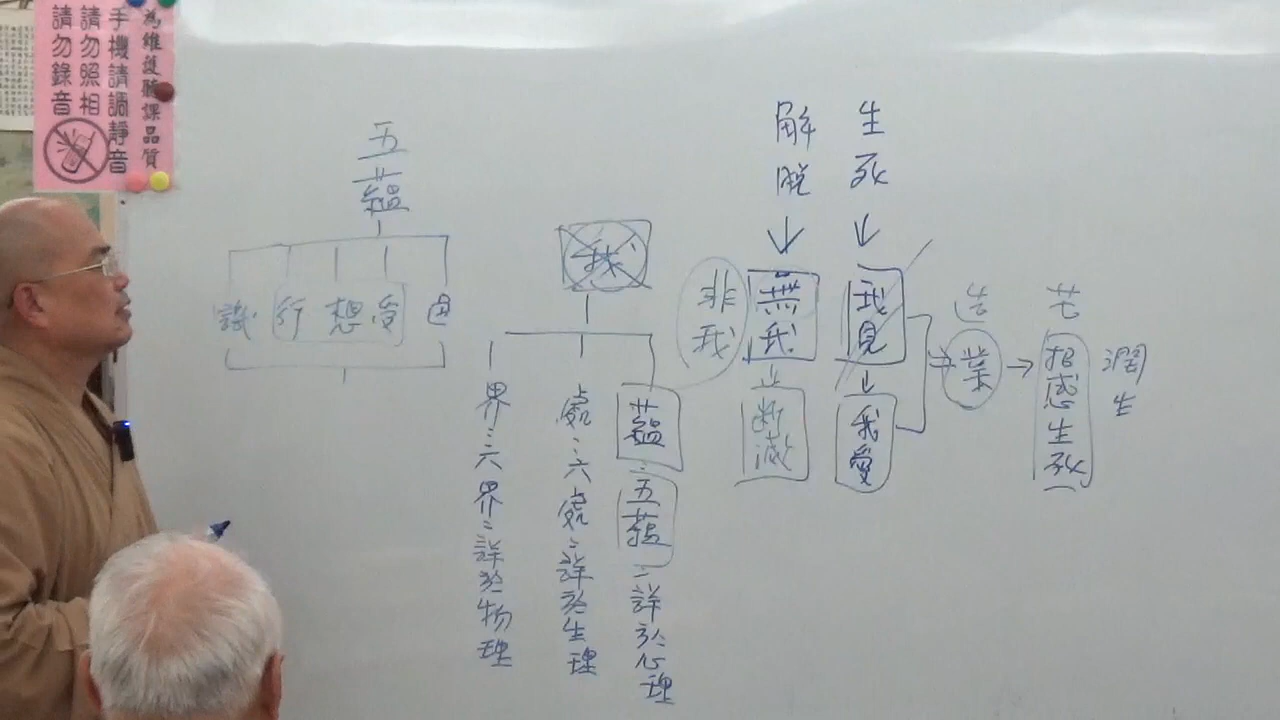 為維護聽課品質
手機請調靜音
請勿照相
請勿錄音
生死
解脫
我見
我愛
無我
斷滅
非我
造
業
苦
招感生死
潤生
我
蘊:五蘊:詳於心理
處:六處:詳於生理
界:六界:詳於物理
五蘊
色
受
想
行
識